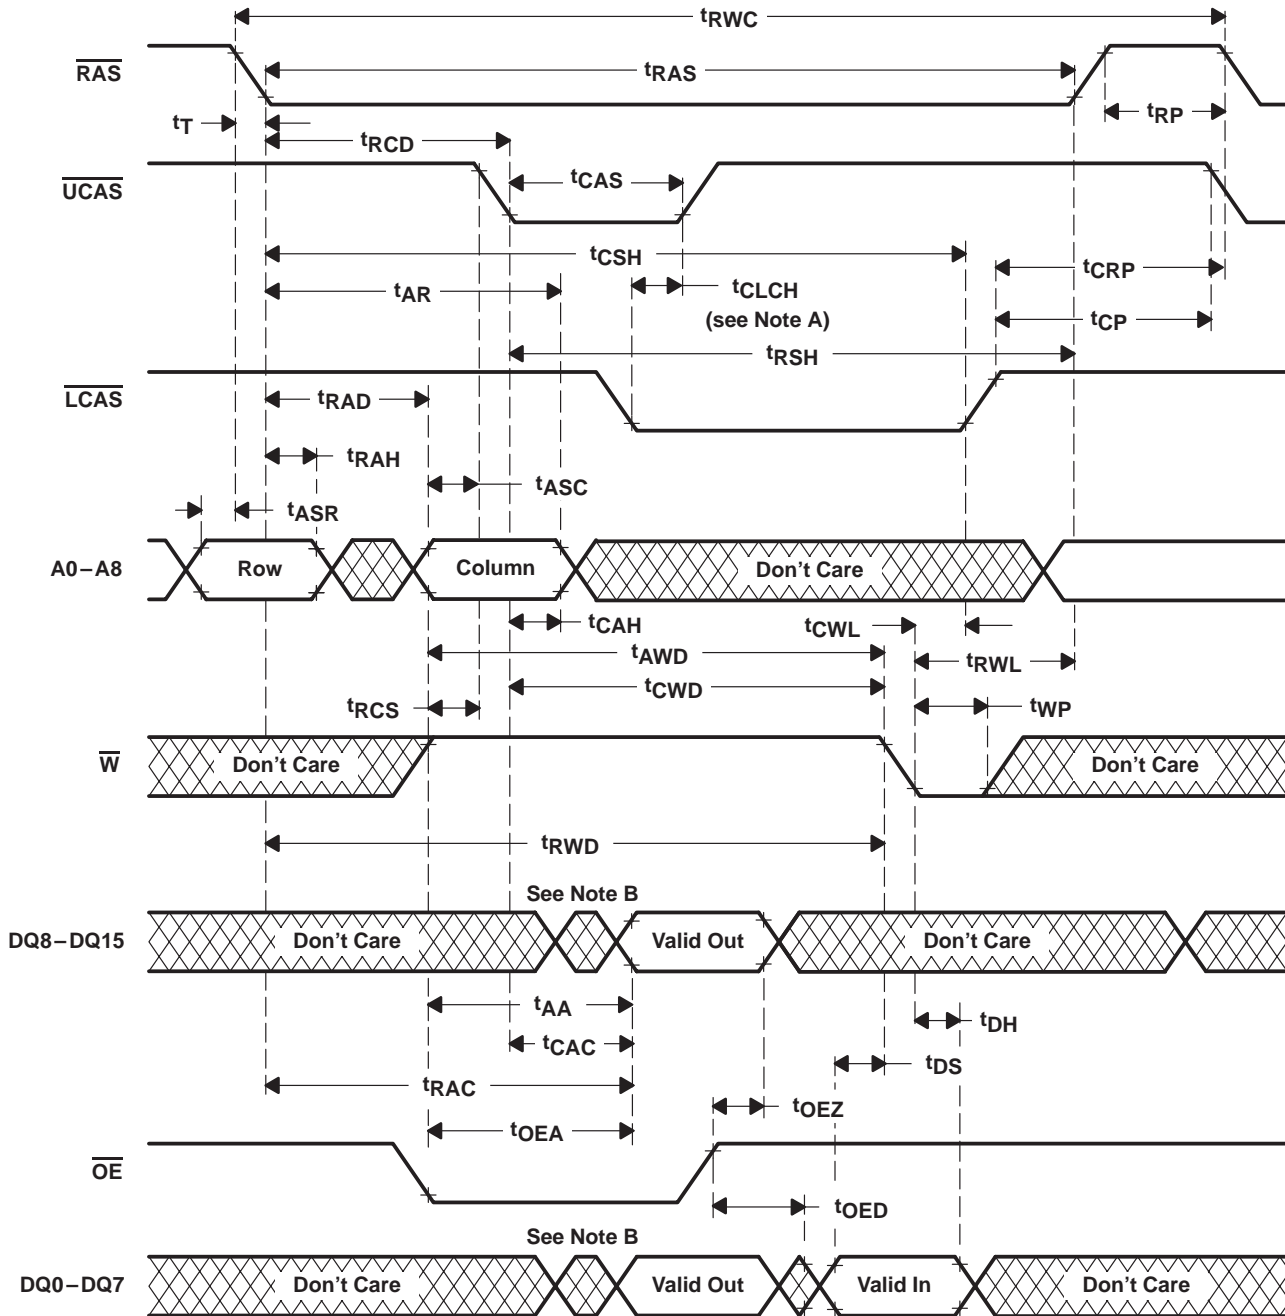 tRWC
RAS
tRAS
tT
tRP
tRCD
UCAS
tCAS
tCSH
tCRP
tAR
tCLCH
(see Note A)
tCP
tRSH
LCAS
tRAD
tRAH
tASC
tASR
A0–A8
Row
Column
Don't Care
tCAH
tCWL
tAWD
tRWL
tCWD
tRCS
tWP
W
Don't Care
Don't Care
tRWD
See Note B
DQ8–DQ15
Don't Care
Valid Out
Don't Care
tAA
tDH
tCAC
tDS
tRAC
tOEZ
tOEA
OE
tOED
See Note B
DQ0–DQ7
Don't Care
Valid Out
Valid In
Don't Care